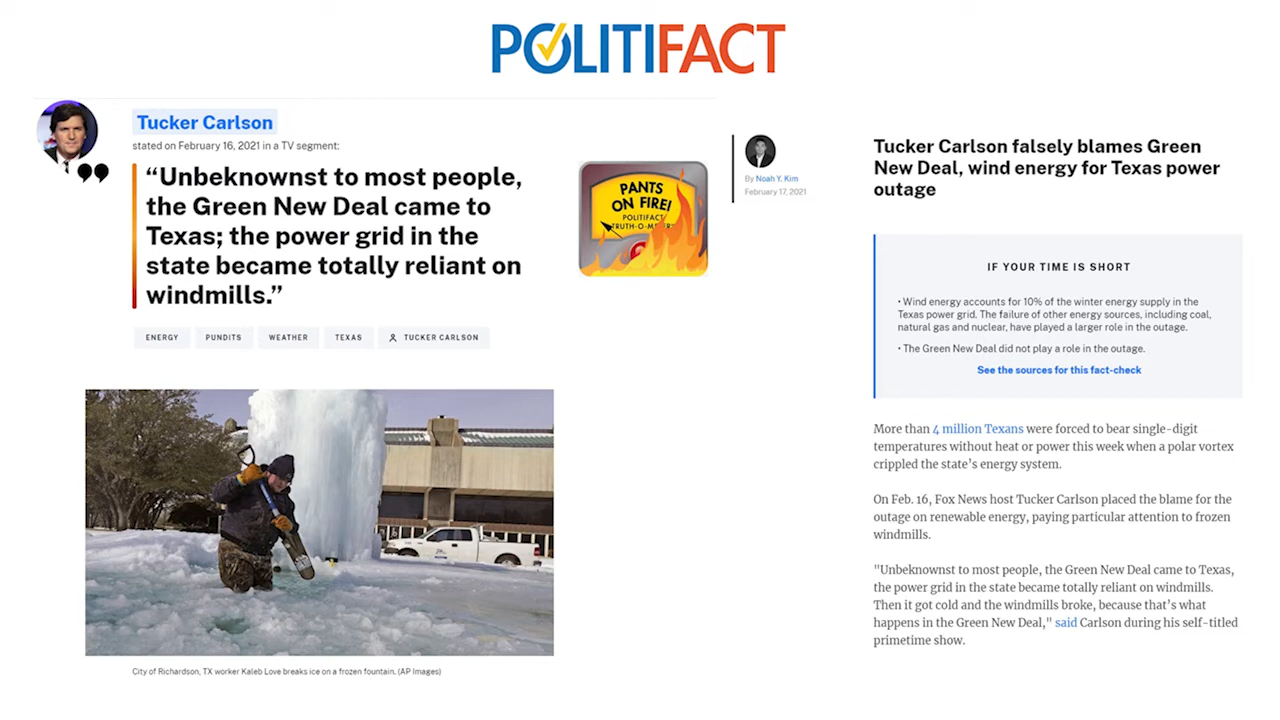 POLITIFACT
Tucker Carlson
stated on February 16, 2021 in a TV segment:
“Unbeknownst to most people,
the Green New Deal came to
Texas; the power grid in the
state became totally reliant on
windmills.”
PANTS
ON FIRE!
POLITIFACT
TRUTH-O-METER
ENERGY
PUNDITS
WEATHER
TEXAS
TUCKER CARLSON
City of Richardson, TX worker Kaleb Love breaks ice on a frozen fountain. (AP Images)
By Noah Y. Kim
February 17, 2021
Tucker Carlson falsely blames Green
New Deal, wind energy for Texas power
outage
IF YOUR TIME IS SHORT
• Wind energy accounts for 10% of the winter energy supply in the
Texas power grid. The failure of other energy sources, including coal,
natural gas and nuclear, have played a larger role in the outage.
• The Green New Deal did not play a role in the outage.
See the sources for this fact-check
More than 4 million Texans were forced to bear single-digit
temperatures without heat or power this week when a polar vortex
crippled the state’s energy system.
On Feb. 16, Fox News host Tucker Carlson placed the blame for the
outage on renewable energy, paying particular attention to frozen
windmills.
"Unbeknownst to most people, the Green New Deal came to Texas,
the power grid in the state became totally reliant on windmills.
Then it got cold and the windmills broke, because that’s what
happens in the Green New Deal," said Carlson during his self-titled
primetime show.